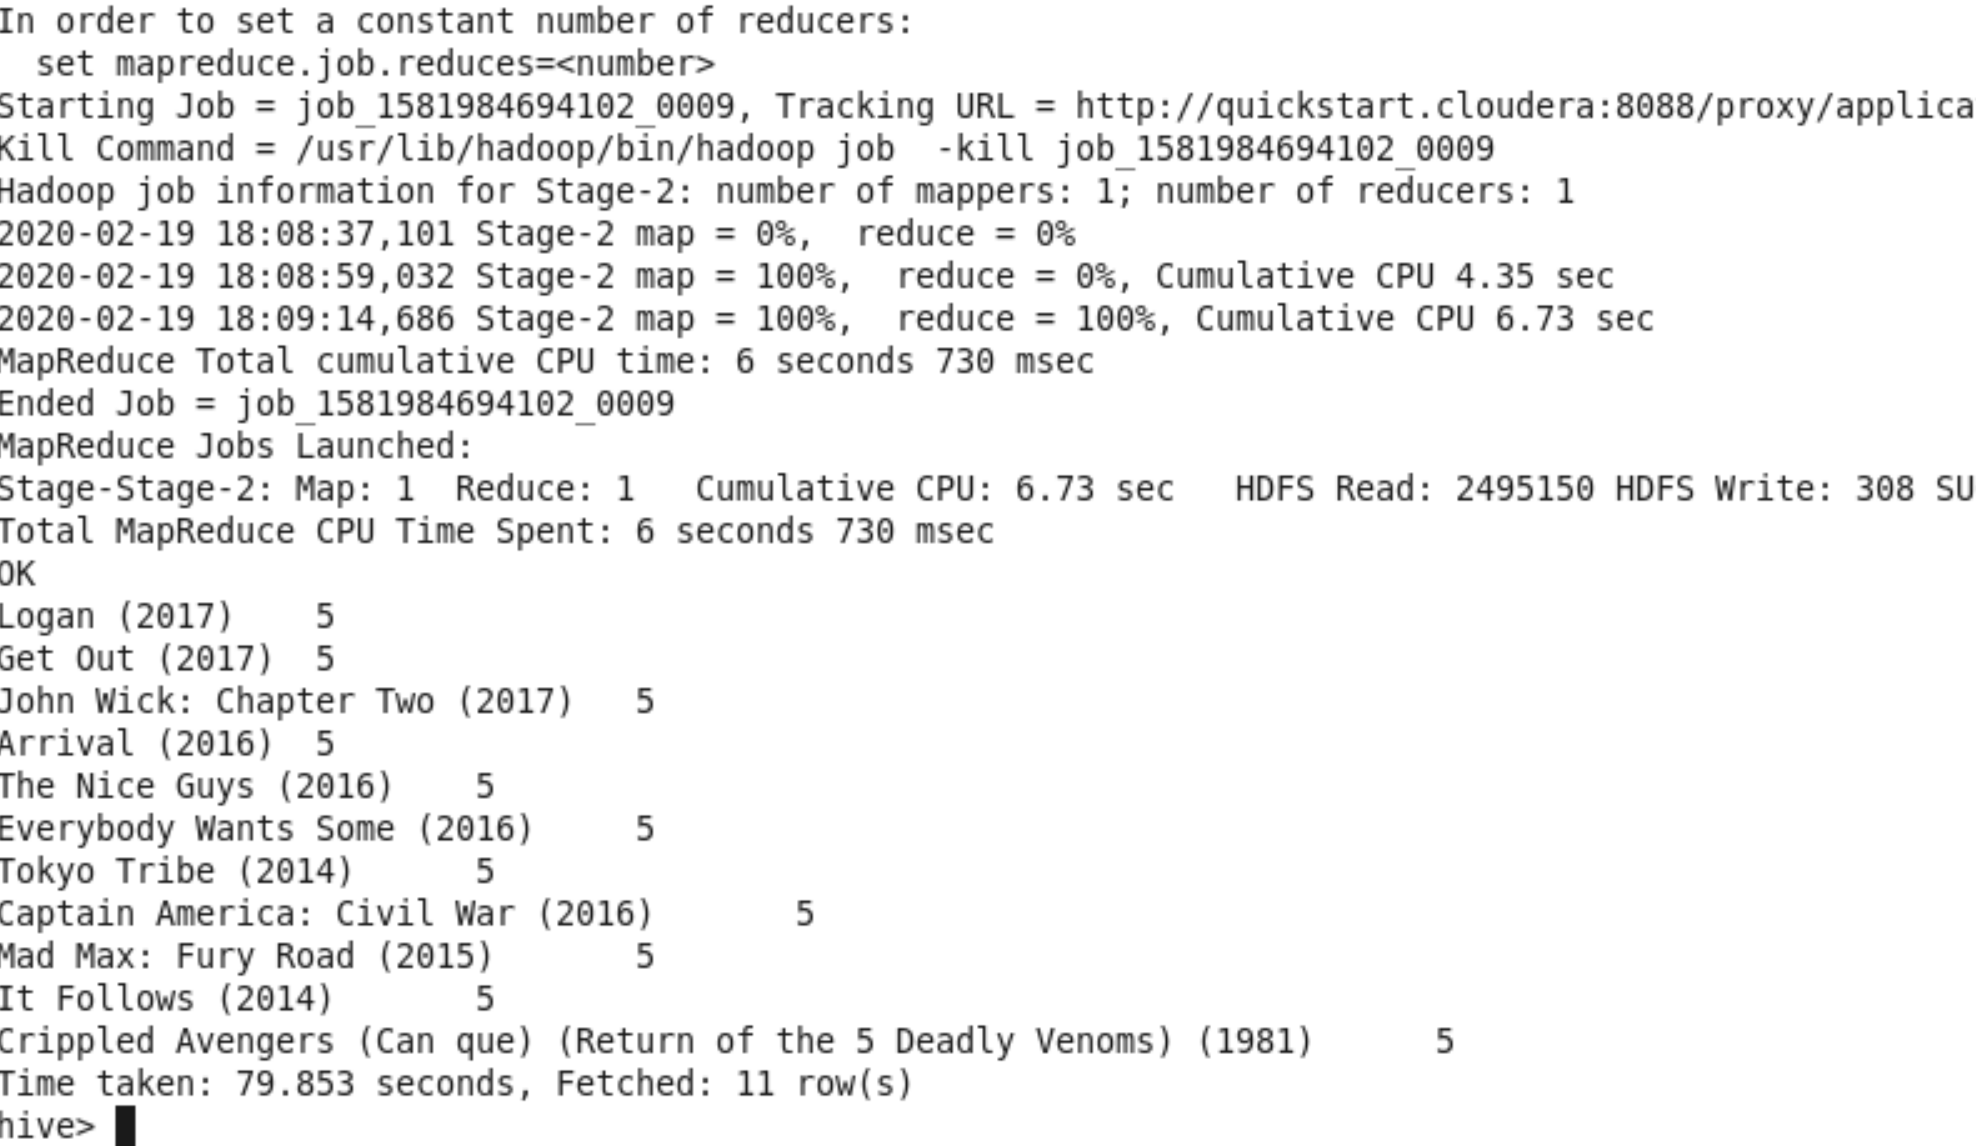 In order to set a constant number of reducers:
  set mapreduce.job.reduces=<number>
Starting Job = job_1581984694102_0009, Tracking URL = http://quickstart.cloudera:8088/proxy/applica
Kill Command = /usr/lib/hadoop/bin/hadoop job  -kill job_1581984694102_0009
Hadoop job information for Stage-2: number of mappers: 1; number of reducers: 1
2020-02-19 18:08:37,101 Stage-2 map = 0%,  reduce = 0%
2020-02-19 18:08:59,032 Stage-2 map = 100%,  reduce = 0%, Cumulative CPU 4.35 sec
2020-02-19 18:09:14,686 Stage-2 map = 100%,  reduce = 100%, Cumulative CPU 6.73 sec
MapReduce Total cumulative CPU time: 6 seconds 730 msec
Ended Job = job_1581984694102_0009
MapReduce Jobs Launched:
Stage-Stage-2: Map: 1  Reduce: 1   Cumulative CPU: 6.73 sec   HDFS Read: 2495150 HDFS Write: 308 SU
Total MapReduce CPU Time Spent: 6 seconds 730 msec
OK
Logan (2017)    5
Get Out (2017)  5
John Wick: Chapter Two (2017)   5
Arrival (2016)  5
The Nice Guys (2016)    5
Everybody Wants Some (2016)     5
Tokyo Tribe (2014)      5
Captain America: Civil War (2016)       5
Mad Max: Fury Road (2015)       5
It Follows (2014)       5
Crippled Avengers (Can que) (Return of the 5 Deadly Venoms) (1981)      5
Time taken: 79.853 seconds, Fetched: 11 row(s)
hive>